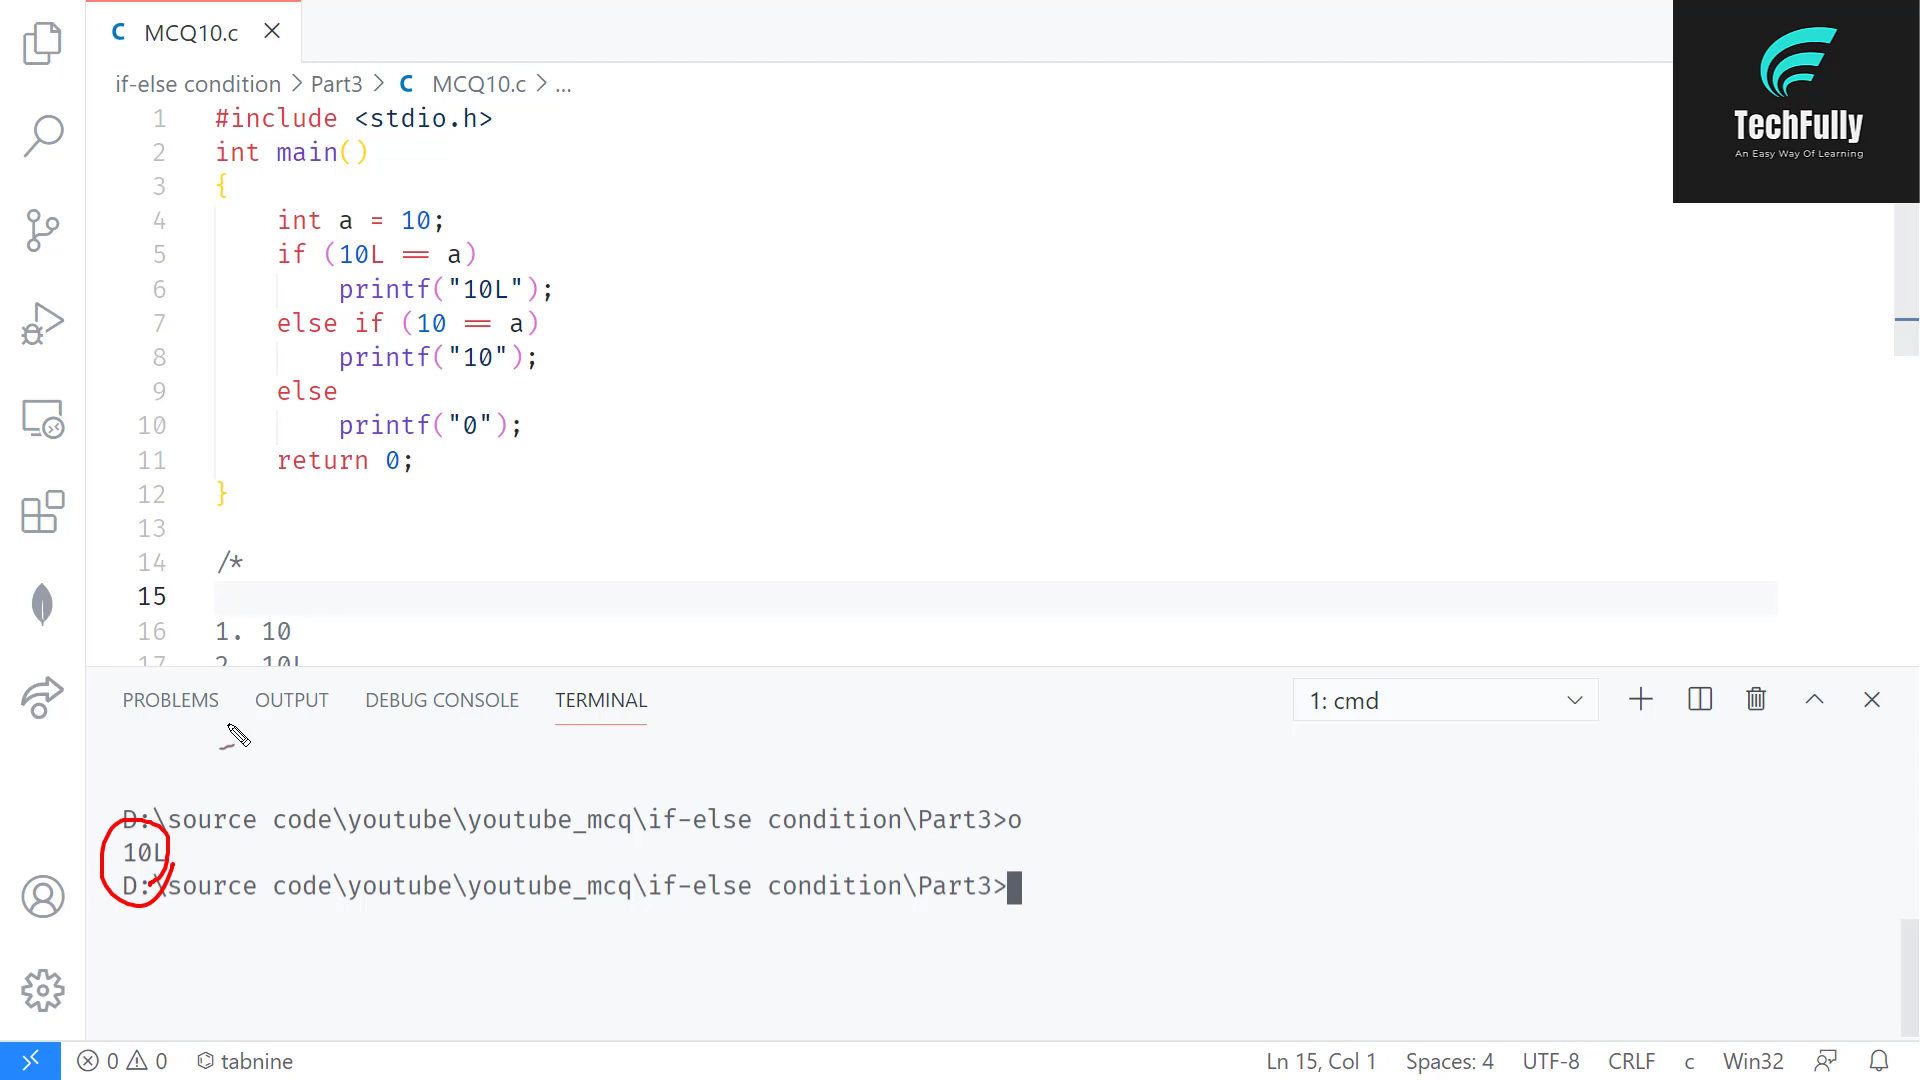 MCQ10.c
TechFully
An Easy Way Of Learning
if-else condition > Part3 > C MCQ10.c > ...
1 #include <stdio.h>
2 int main()
3 {
4 int a = 10;
5 if (10L == a)
6 printf("10L");
7 else if (10 == a)
8 printf("10");
9 else
10 printf("0");
11 return 0;
12 }
13
14 /*
15
16 1. 10
17 2. 10L
PROBLEMS OUTPUT DEBUG CONSOLE TERMINAL 1: cmd
D:\source code\youtube\youtube_mcq\if-else condition\Part3>o
10L
D:\source code\youtube\youtube_mcq\if-else condition\Part3>
0 0 tabnine Ln 15, Col 1 Spaces: 4 UTF-8 CRLF c Win32